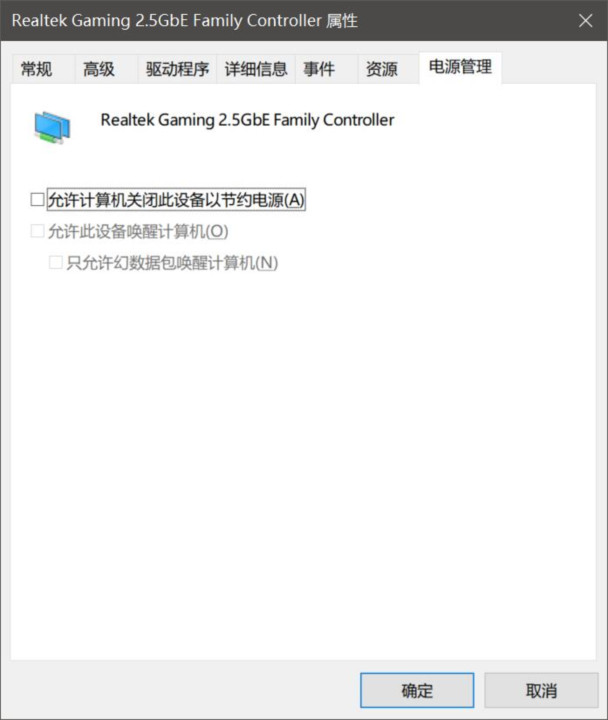 Realtek Gaming 2.5GbE Family Controller 属性
常规 高级 驱动程序 详细信息 事件 资源 电源管理
Realtek Gaming 2.5GbE Family Controller
允许计算机关闭此设备以节约电源(A)
允许此设备唤醒计算机(O)
只允许幻数据包唤醒计算机(N)
确定 取消